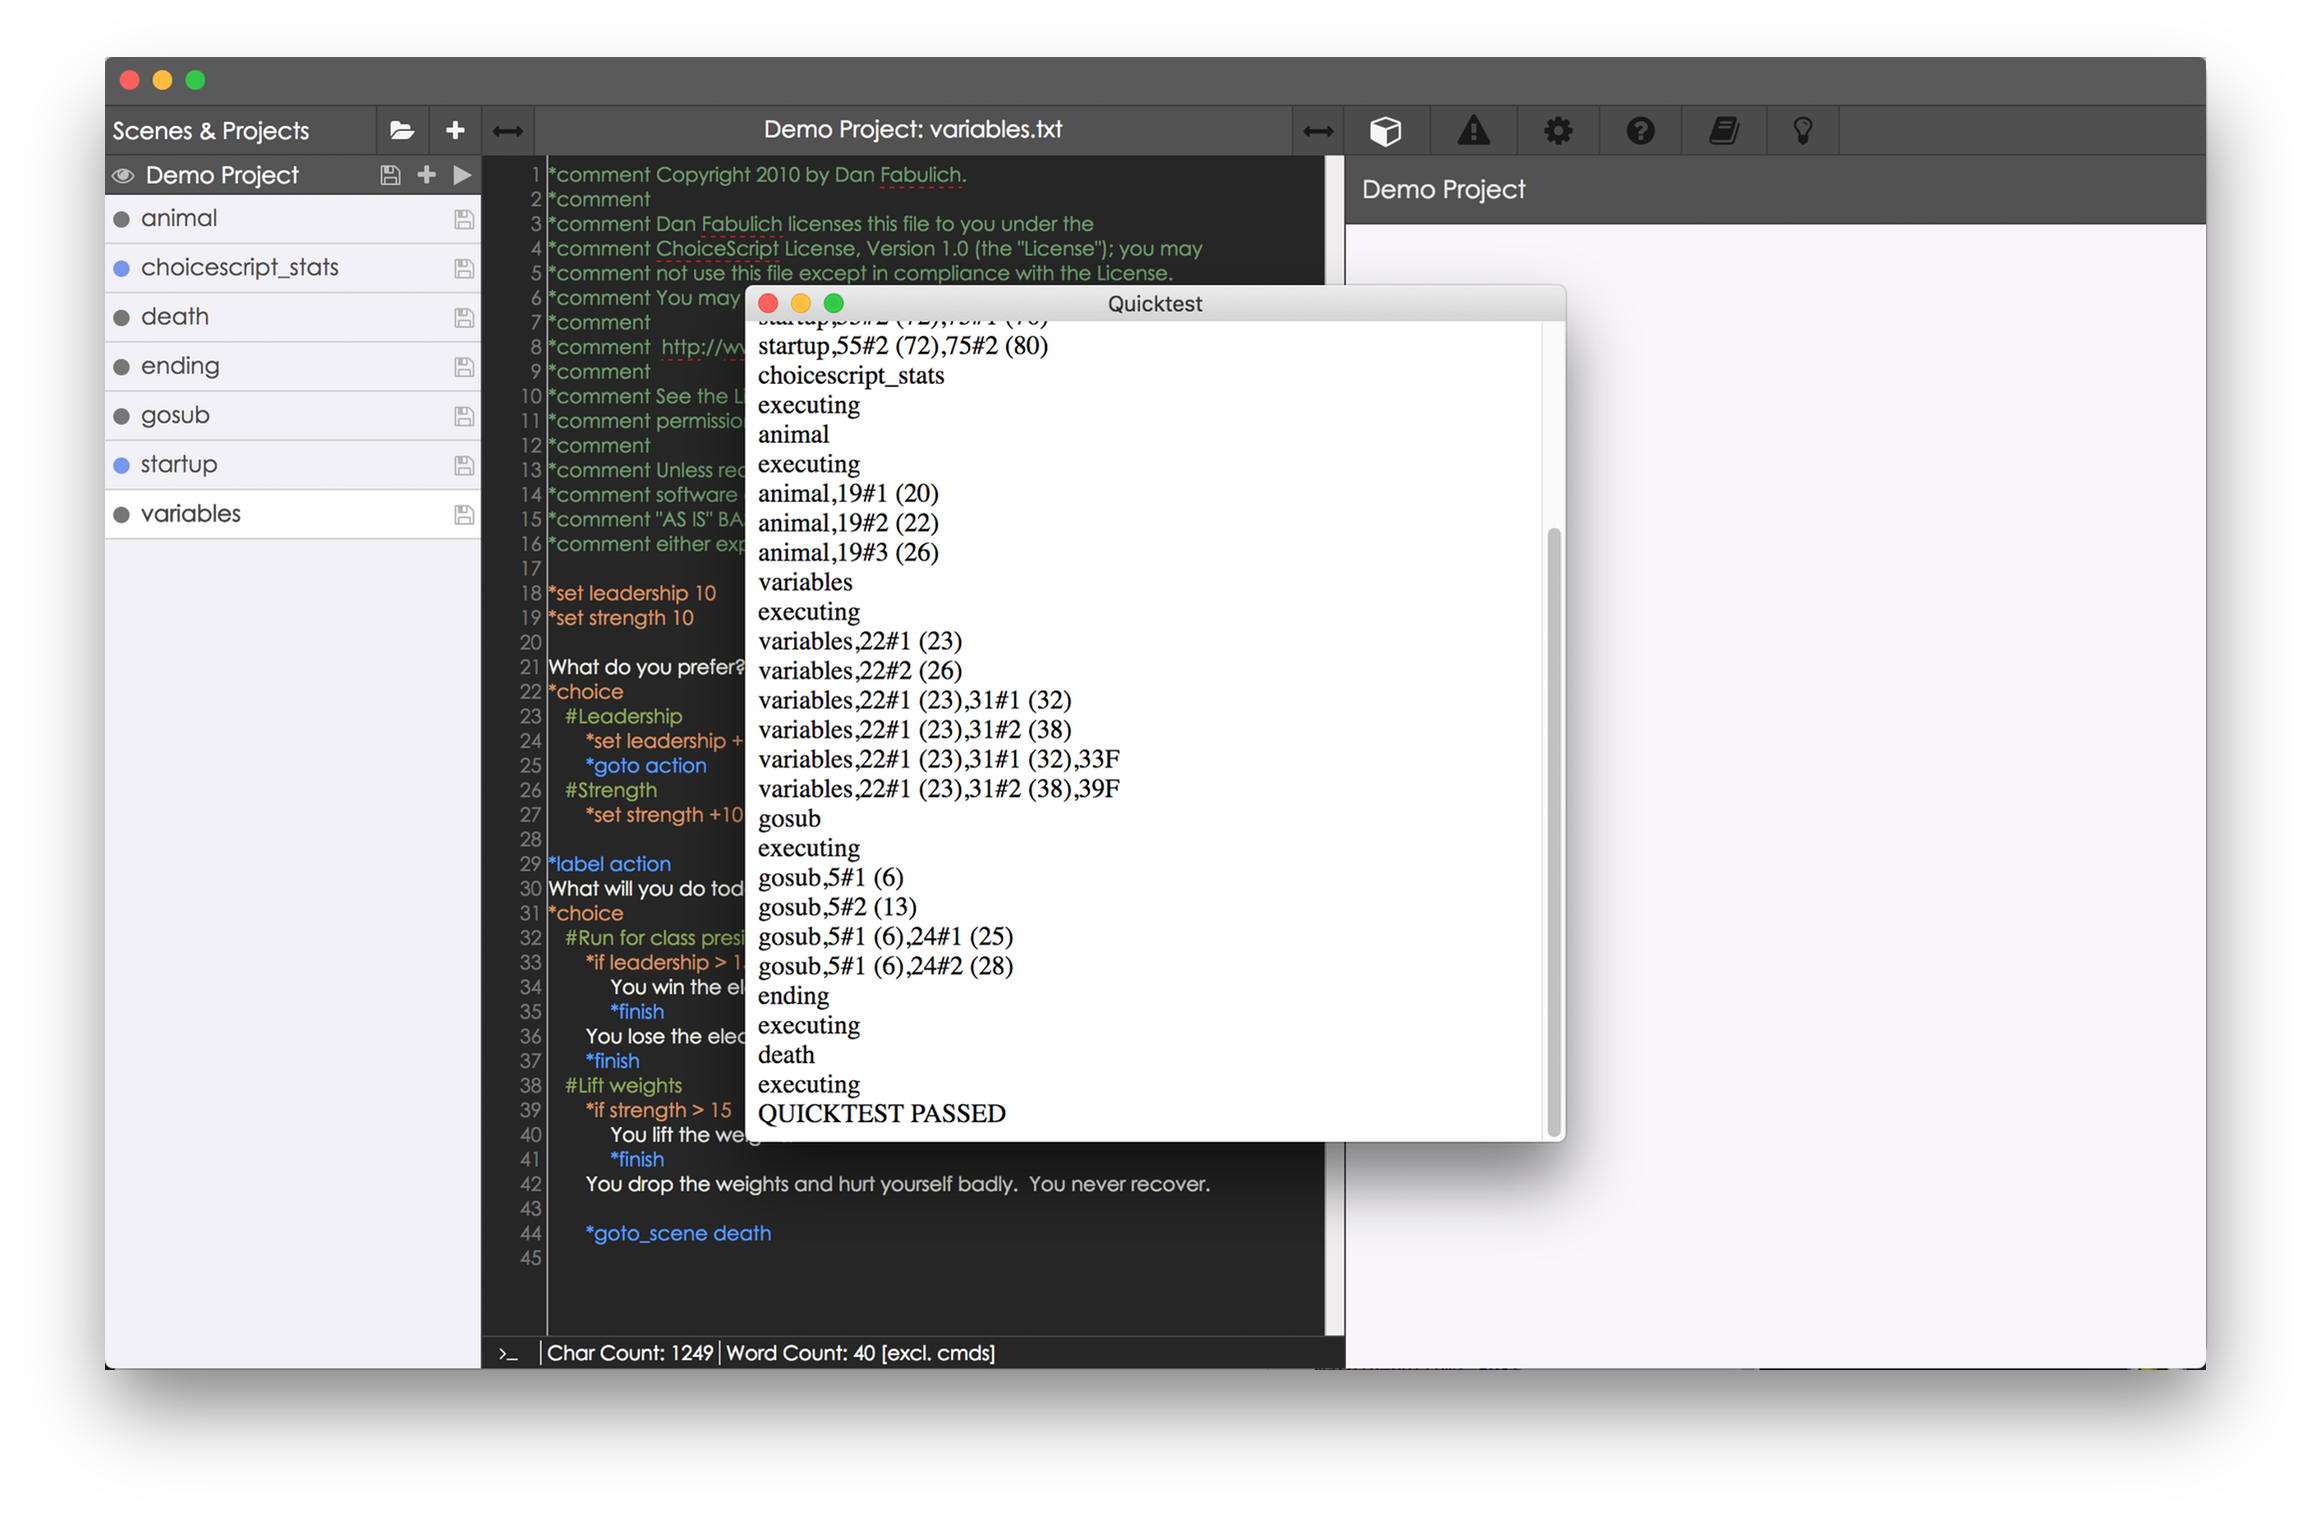 Scenes & Projects
Demo Project: variables.txt
Demo Project
animal
choicescript_stats
death
ending
gosub
startup
variables
1 *comment Copyright 2010 by Dan Fabulich.
2 *comment
3 *comment Dan Fabulich licenses this file to you under the
4 *comment ChoiceScript License, Version 1.0 (the "License"); you may
5 *comment not use this file except in compliance with the License.
6 *comment You may
7 *comment
8 *comment http://
9 *comment
10 *comment See the
11 *comment
12 *comment
13 *comment Unless
14 *comment software
15 *comment "AS IS"
16 *comment either
17
18 *set leadership 10
19 *set strength 10
20
21 What do you prefer?
22 *choice
23 #Leadership
24 *set leadership +
25 *goto action
26 #Strength
27 *set strength +10
28
29 *label action
30 What will you do
31 *choice
32 #Run for class
33 *if leadership >
34 You win the
35 *finish
36 You lose the
37 *finish
38 #Lift weights
39 *if strength > 15
40 You lift the
41 *finish
42 You drop the weights and hurt yourself badly. You never recover.
43
44 *goto_scene death
45
>_ Char Count: 1249 Word Count: 40 [excl. cmds]
Demo Project
Quicktest
startup,55#2 (72),75#2 (80)
choicescript_stats
executing
animal
executing
animal,19#1 (20)
animal,19#2 (22)
animal,19#3 (26)
variables
executing
variables,22#1 (23)
variables,22#2 (26)
variables,22#1 (23),31#1 (32)
variables,22#1 (23),31#2 (38)
variables,22#1 (23),31#1 (32),33F
variables,22#1 (23),31#2 (38),39F
gosub
executing
gosub,5#1 (6)
gosub,5#2 (13)
gosub,5#1 (6),24#1 (25)
gosub,5#1 (6),24#2 (28)
ending
executing
death
executing
QUICKTEST PASSED